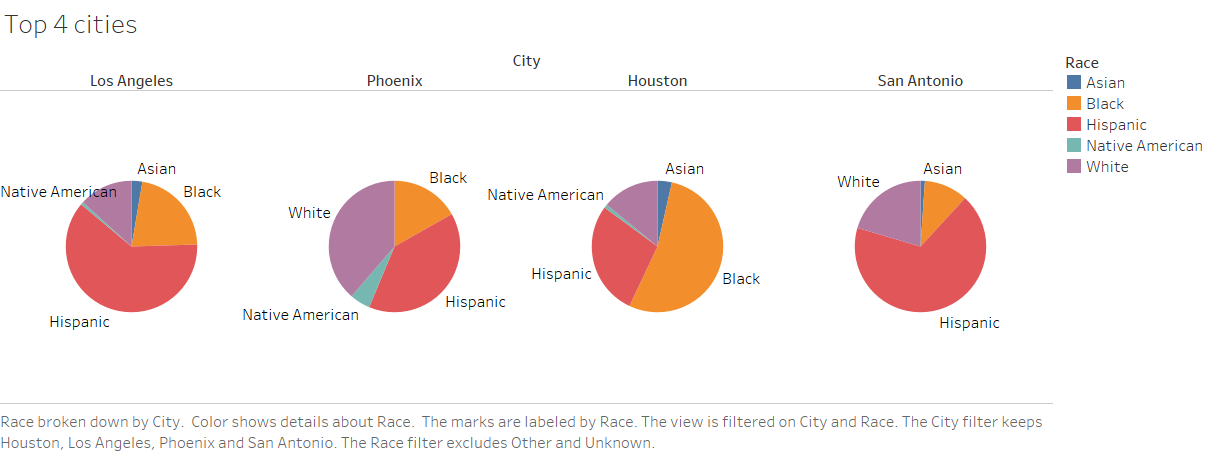 Top 4 cities
City
Los Angeles
Phoenix
Houston
San Antonio
Race
Asian
Black
Hispanic
Native American
White
Asian
Native American
Black
Hispanic
Black
White
Hispanic
Native American
Asian
Native American
Hispanic
Black
Asian
White
Hispanic
Race broken down by City.  Color shows details about Race.  The marks are labeled by Race. The view is filtered on City and Race. The City filter keeps
Houston, Los Angeles, Phoenix and San Antonio. The Race filter excludes Other and Unknown.